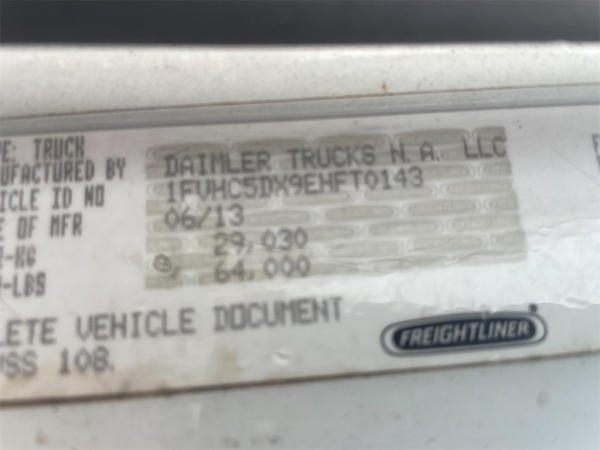 E: TRUCK
UFACTURED BY DAIMLER TRUCKS N.A. LLC
ICLE ID NO 1FVHC5DX9EHFT0143
E OF MFR 06/13
-KG 29,030
-LBS 64,000
LETE VEHICLE DOCUMENT
SS 108.
FREIGHTLINER